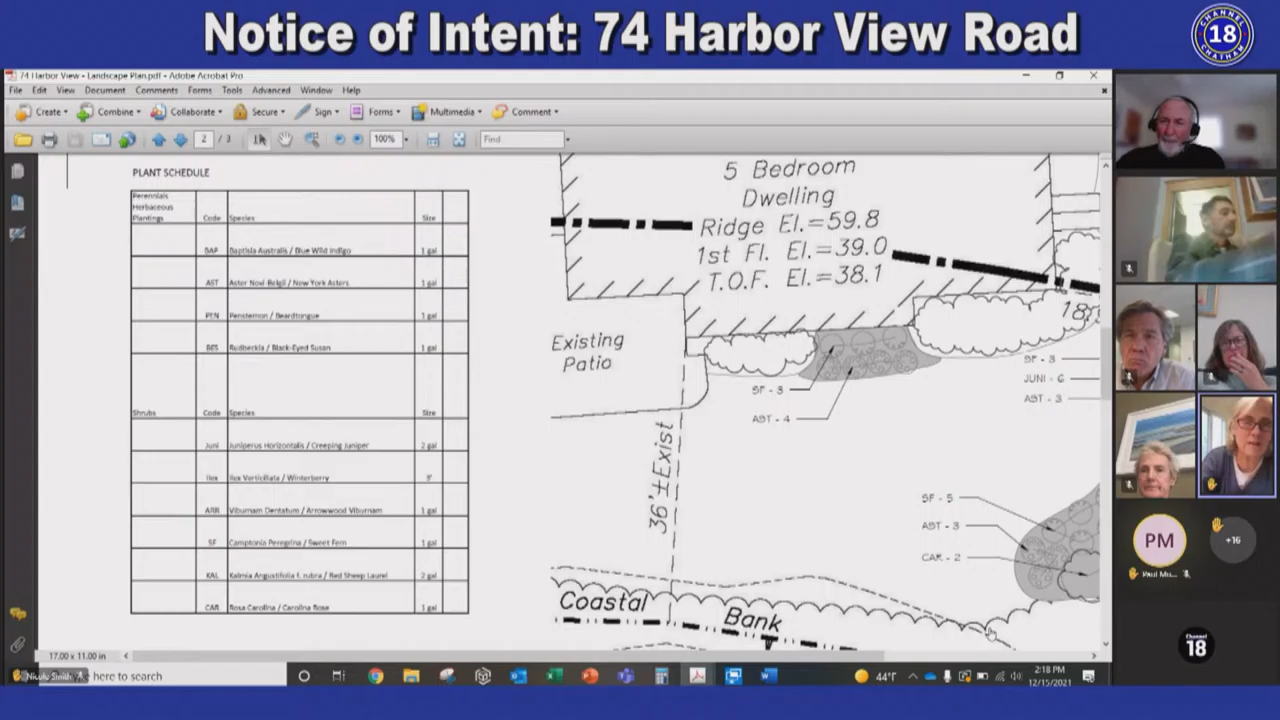 Notice of Intent: 74 Harbor View Road
CHANNEL 18 CHATHAM
74 Harbor View - Landscape Plan.pdf - Adobe Acrobat Pro
File Edit View Document Comments Forms Tools Advanced Window Help
Create Combine Collaborate Secure Sign Forms Multimedia Comment
2 / 3 100% Find
PLANT SCHEDULE
Perennials
Herbaceous
Plantings Code Species Size
BAP Baptisia Australis / Blue Wild Indigo 1 gal
AST Aster Novi-Belgii / New York Asters 1 gal
PEN Penstemon / Beardtongue 1 gal
BES Rudbeckia / Black-Eyed Susan 1 gal
Shrubs Code Species Size
Juni Juniperus Horizontalis / Creeping Juniper 2 gal
Ilex Ilex Verticillata / Winterberry 3'
ARR Viburnam Dentatum / Arrowwood Viburnam 1 gal
SF Camptonia Peregrina / Sweet Fern 1 gal
KAL Kalmia Angustifolia f. rubra / Red Sheep Laurel 2 gal
CAR Rosa Carolina / Carolina Rose 1 gal
5 Bedroom
Dwelling
Ridge El.=59.8
1st Fl. El.=39.0
T.O.F. El.=38.1
18
Existing
Patio
SF - 3
AST - 4
SF - 3
JUNI - 6
AST - 3
36'±Exist
SF - 5
AST - 3
CAR - 2
Coastal Bank
17.00 x 11.00 in
Nicole Smith
here to search
44°F
2:18 PM
12/15/2021
PM
+16
Channel
18